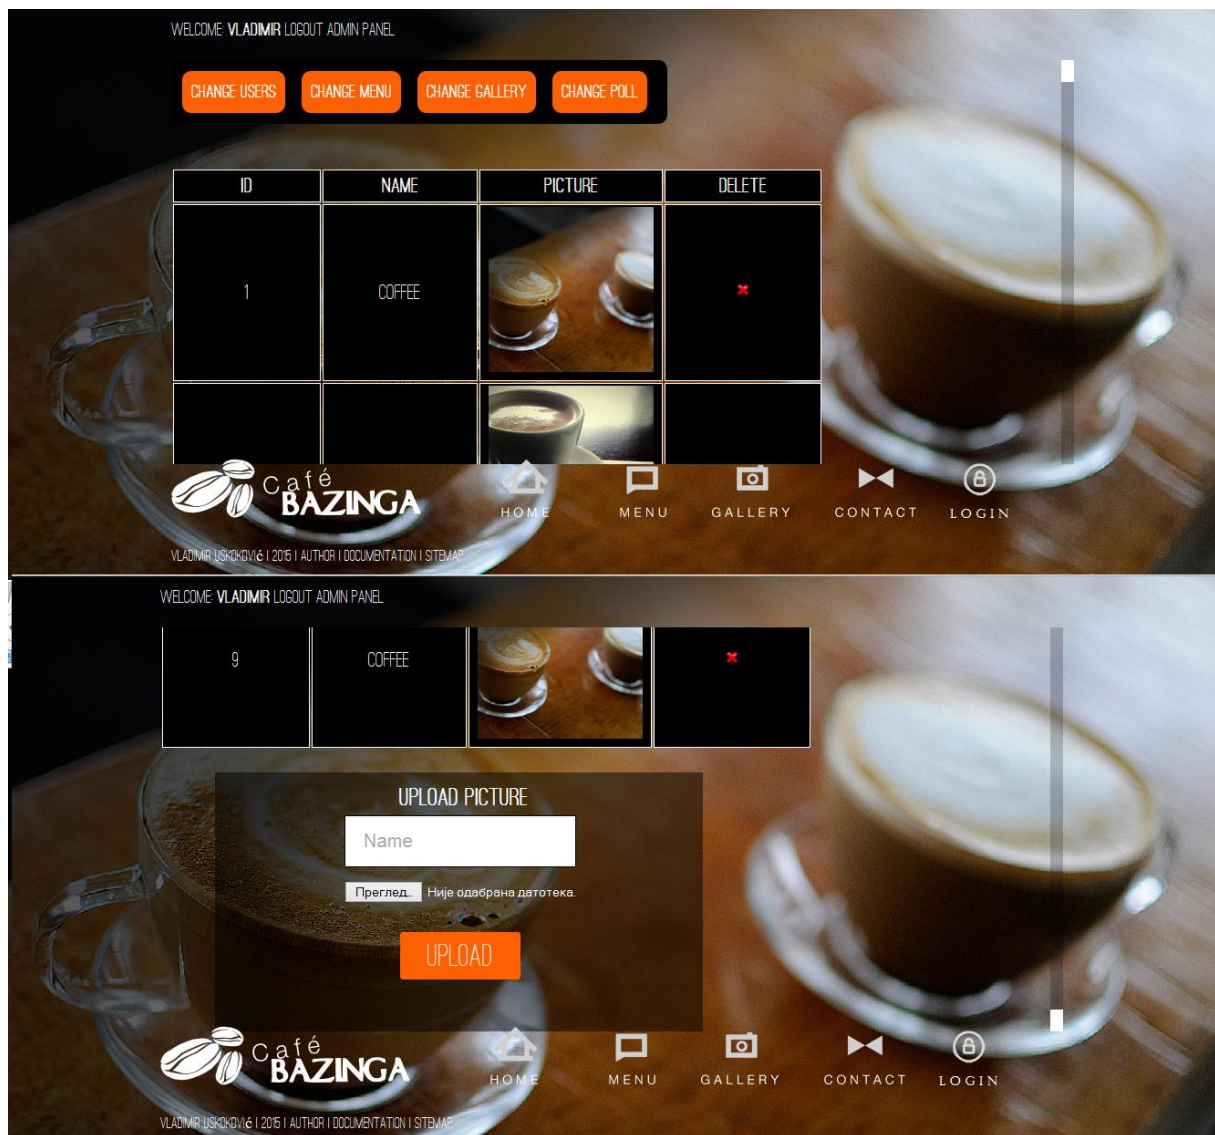 WELCOME: VLADIMIR LOGOUT ADMIN PANEL
CHANGE USERS CHANGE MENU CHANGE GALLERY CHANGE POLL
ID NAME PICTURE DELETE
1 COFFEE
Café
BAZINGA
HOME MENU GALLERY CONTACT LOGIN
VLADIMIR USKOKOVIć | 2015 | AUTHOR | DOCUMENTATION | SITEMAP
WELCOME: VLADIMIR LOGOUT ADMIN PANEL
9 COFFEE
UPLOAD PICTURE
Name
Преглед... Није одабрана датотека.
UPLOAD
Café
BAZINGA
HOME MENU GALLERY CONTACT LOGIN
VLADIMIR USKOKOVIć | 2015 | AUTHOR | DOCUMENTATION | SITEMAP